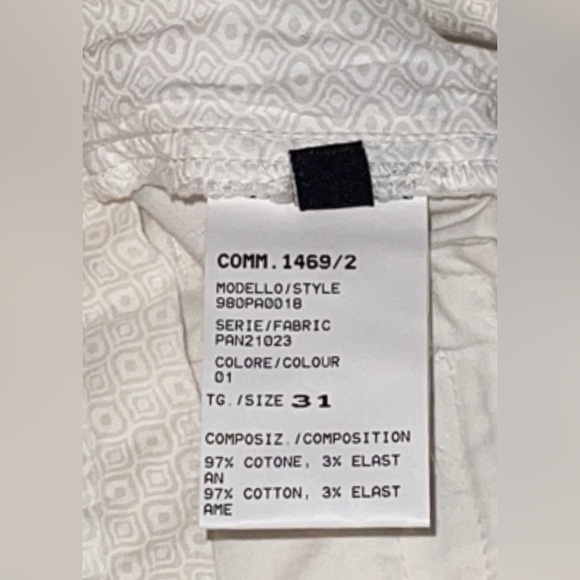 COMM.1469/2
MODELLO/STYLE
980PA0018
SERIE/FABRIC
PAN21023
COLORE/COLOUR
01
TG./SIZE 31
COMPOSIZ./COMPOSITION
97% COTONE, 3% ELAST
AN
97% COTTON, 3% ELAST
AME